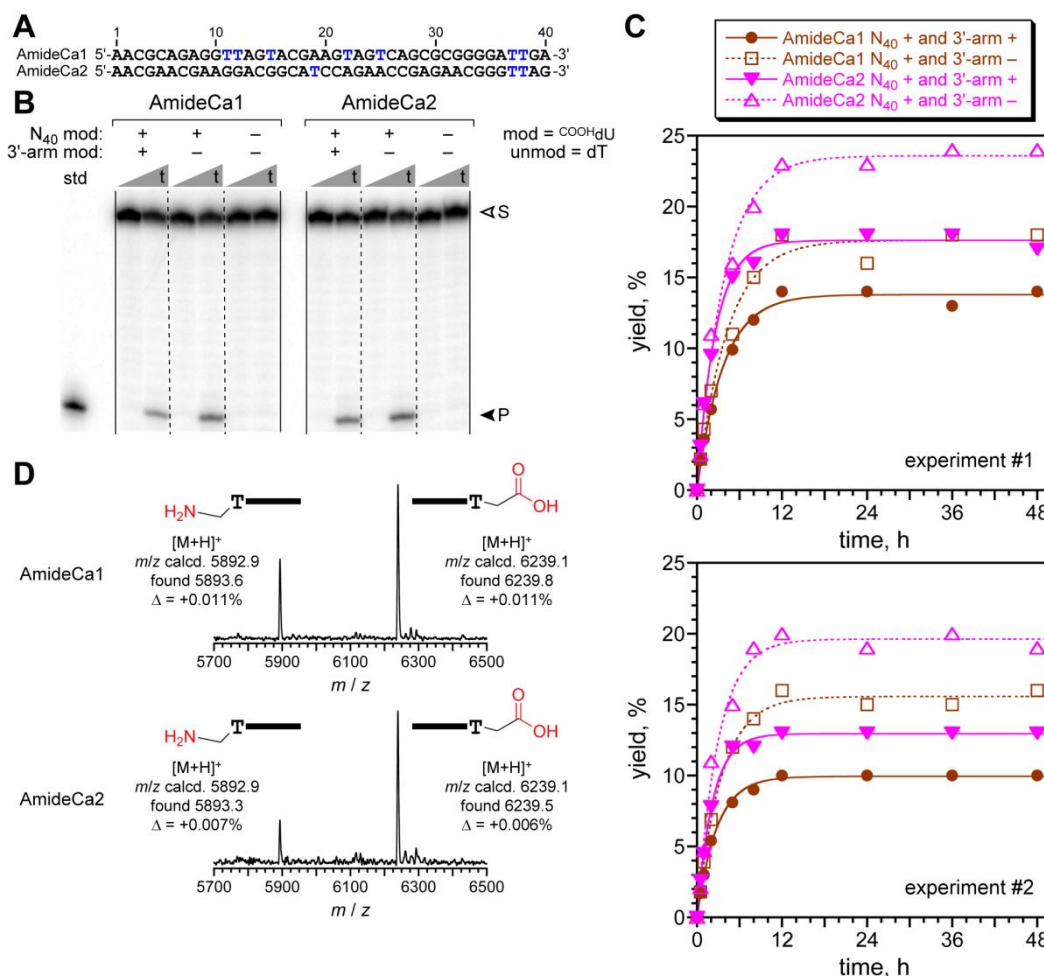 A
1 10 20 30 40
AmideCa1 5'-AACGCAGAGGTTAGTACGAAGTAGTCAGCGCGGGGATTGA-3'
AmideCa2 5'-AACGAACGAAGGACGGCATCCAGAACCGAGAACGGGTTAG-3'
B
AmideCa1 AmideCa2
N40 mod: + + – + + – mod = COOHdU
3'-arm mod: + – – + – – unmod = dT
std t t t t t t
S
P
C
AmideCa1 N40 + and 3'-arm +
AmideCa1 N40 + and 3'-arm –
AmideCa2 N40 + and 3'-arm +
AmideCa2 N40 + and 3'-arm –
25
20
15
10
5
0
yield, %
experiment #1
0 12 24 36 48
time, h
25
20
15
10
5
0
yield, %
experiment #2
0 12 24 36 48
time, h
D
AmideCa1
H2N T
T O OH
[M+H]+
m/z calcd. 5892.9
found 5893.6
Δ = +0.011%
[M+H]+
m/z calcd. 6239.1
found 6239.8
Δ = +0.011%
5700 5900 6100 6300 6500
m / z
AmideCa2
H2N T
T O OH
[M+H]+
m/z calcd. 5892.9
found 5893.3
Δ = +0.007%
[M+H]+
m/z calcd. 6239.1
found 6239.5
Δ = +0.006%
5700 5900 6100 6300 6500
m / z